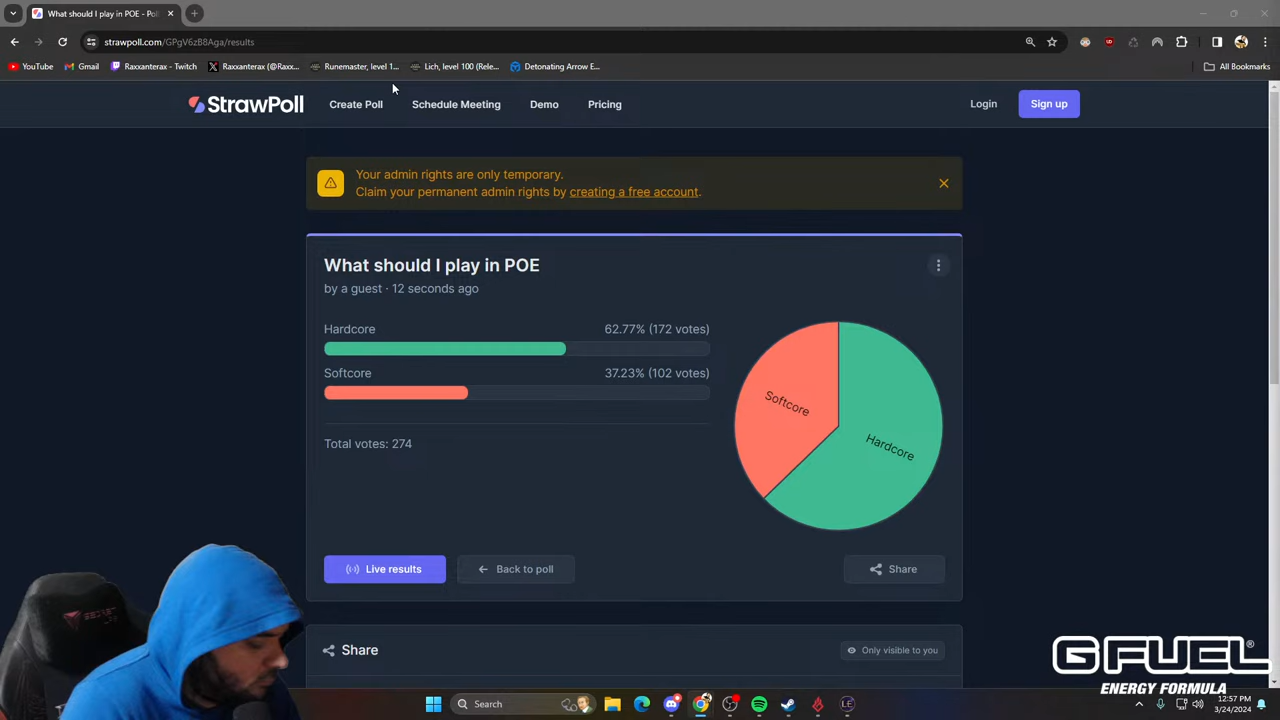 What should I play in POE - Po
strawpoll.com/GPgV6zB8Aga/results
YouTube Gmail Raxxanterax - Twitch Raxxanterax (@Raxx... Runemaster, level 1... Lich, level 100 (Rele... Detonating Arrow E... All Bookmarks
StrawPoll Create Poll Schedule Meeting Demo Pricing Login Sign up
Your admin rights are only temporary.
Claim your permanent admin rights by creating a free account.
What should I play in POE
by a guest · 12 seconds ago
Hardcore 62.77% (172 votes)
Softcore 37.23% (102 votes)
Softcore
Hardcore
Total votes: 274
Live results Back to poll Share
Share Only visible to you
SECRET
GFUEL®
ENERGY FORMULA
Search
LE
12:57 PM
3/24/2024